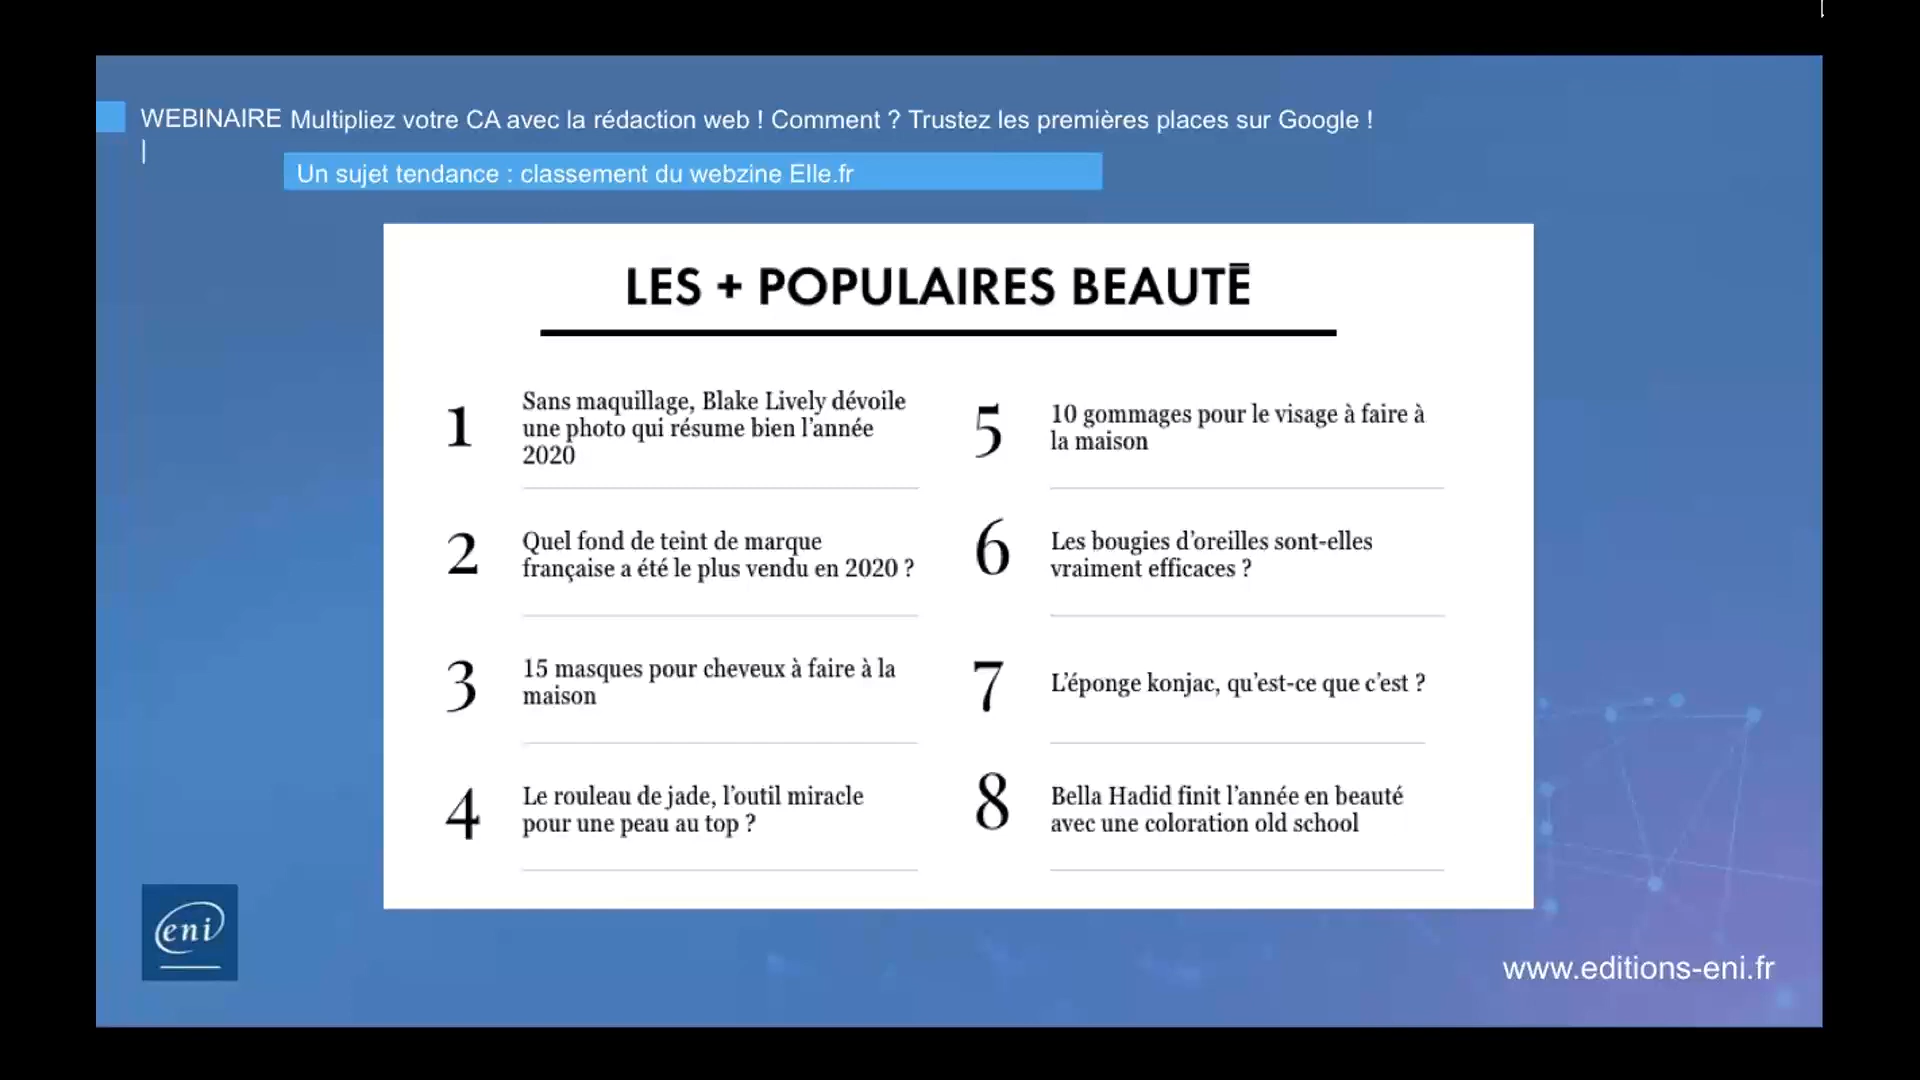 WEBINAIRE Multipliez votre CA avec la rédaction web ! Comment ? Trustez les premières places sur Google !
|
Un sujet tendance : classement du webzine Elle.fr
LES + POPULAIRES BEAUTÉ
1
Sans maquillage, Blake Lively dévoile
une photo qui résume bien l'année
2020
2
Quel fond de teint de marque
française a été le plus vendu en 2020 ?
3
15 masques pour cheveux à faire à la
maison
4
Le rouleau de jade, l'outil miracle
pour une peau au top ?
5
10 gommages pour le visage à faire à
la maison
6
Les bougies d'oreilles sont-elles
vraiment efficaces ?
7
L'éponge konjac, qu'est-ce que c'est ?
8
Bella Hadid finit l'année en beauté
avec une coloration old school
eni
www.editions-eni.fr